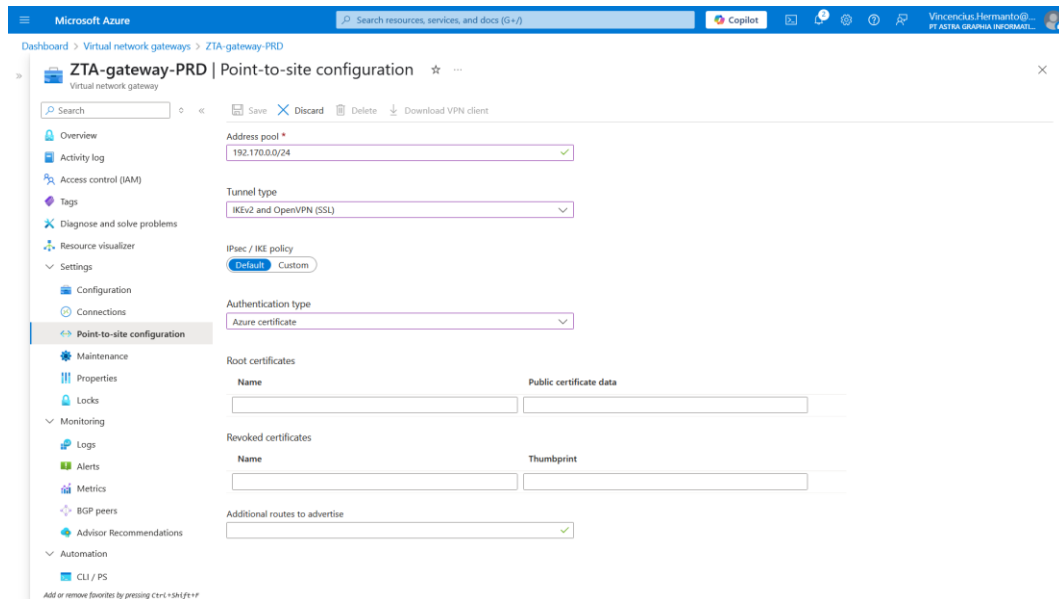 Microsoft Azure
Search resources, services, and docs (G+/)
Copilot
2
Vincencius.Hermanto@...
PT ASTRA GRAPHIA INFORMATI...
Dashboard > Virtual network gateways > ZTA-gateway-PRD
ZTA-gateway-PRD | Point-to-site configuration
Virtual network gateway
Search
Save Discard Delete Download VPN client
Overview
Activity log
Access control (IAM)
Tags
Diagnose and solve problems
Resource visualizer
Settings
Configuration
Connections
Point-to-site configuration
Maintenance
Properties
Locks
Monitoring
Logs
Alerts
Metrics
BGP peers
Advisor Recommendations
Automation
CLI / PS
Add or remove favorites by pressing Ctrl+Shift+F
Address pool *
192.170.0.0/24
Tunnel type
IKEv2 and OpenVPN (SSL)
IPsec / IKE policy
Default Custom
Authentication type
Azure certificate
Root certificates
Name Public certificate data
Revoked certificates
Name Thumbprint
Additional routes to advertise